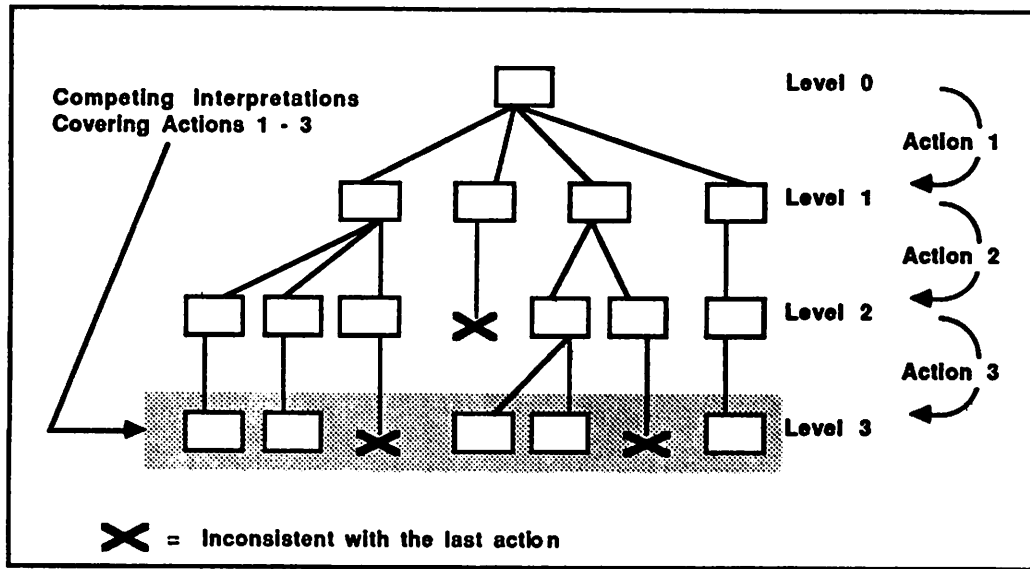 Competing Interpretations
Covering Actions 1 - 3
Level 0
Action 1
Level 1
Action 2
Level 2
Action 3
Level 3
= Inconsistent with the last action